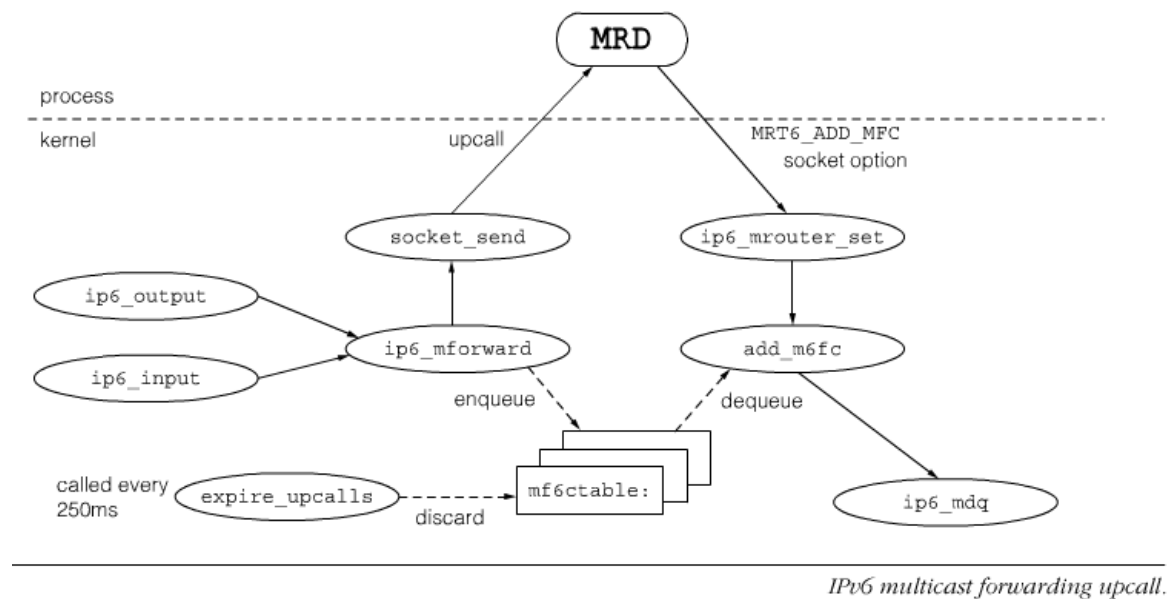 MRD
process
kernel
upcall
MRT6_ADD_MFC
socket option
socket_send
ip6_mrouter_set
ip6_output
ip6_mforward
add_m6fc
ip6_input
enqueue
dequeue
called every
250ms
expire_upcalls
discard
mf6ctable:
ip6_mdq
IPv6 multicast forwarding upcall.